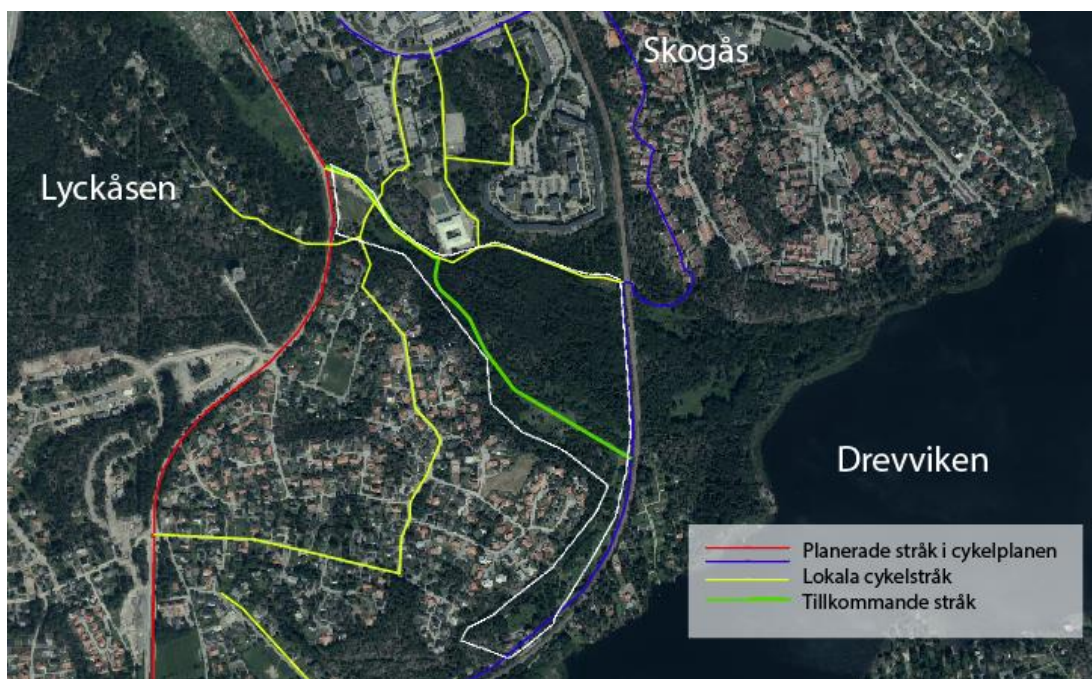 Skogås
Lyckåsen
Drevviken
Planerade stråk i cykelplanen
Lokala cykelstråk
Tillkommande stråk